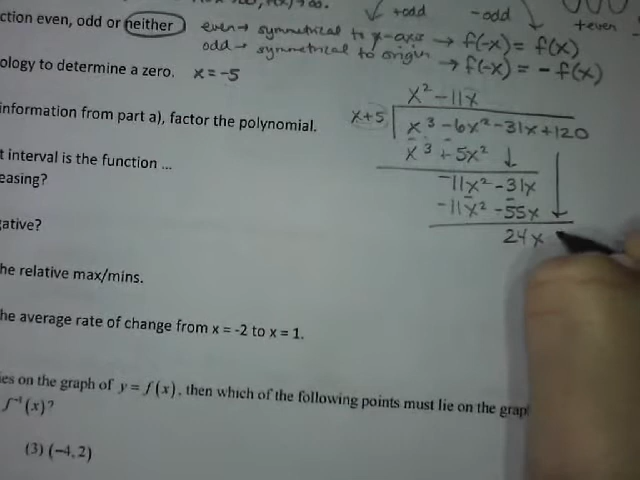 +odd
-odd
+even
ction even, odd or neither
even → symmetrical to y-axis → f(-x) = f(x)
odd → symmetrical to origin → f(-x) = - f(x)
ology to determine a zero. x = -5
x² - 11x
x+5 x³ - 6x² - 31x + 120
information from part a), factor the polynomial.
x³ + 5x²
t interval is the function ...
-11x² - 31x
easing?
-11x² - 55x
24x
ative?
he relative max/mins.
he average rate of change from x = -2 to x = 1.
ies on the graph of y = f(x), then which of the following points must lie on the grap
f⁻¹(x)?
(3) (-4, 2)